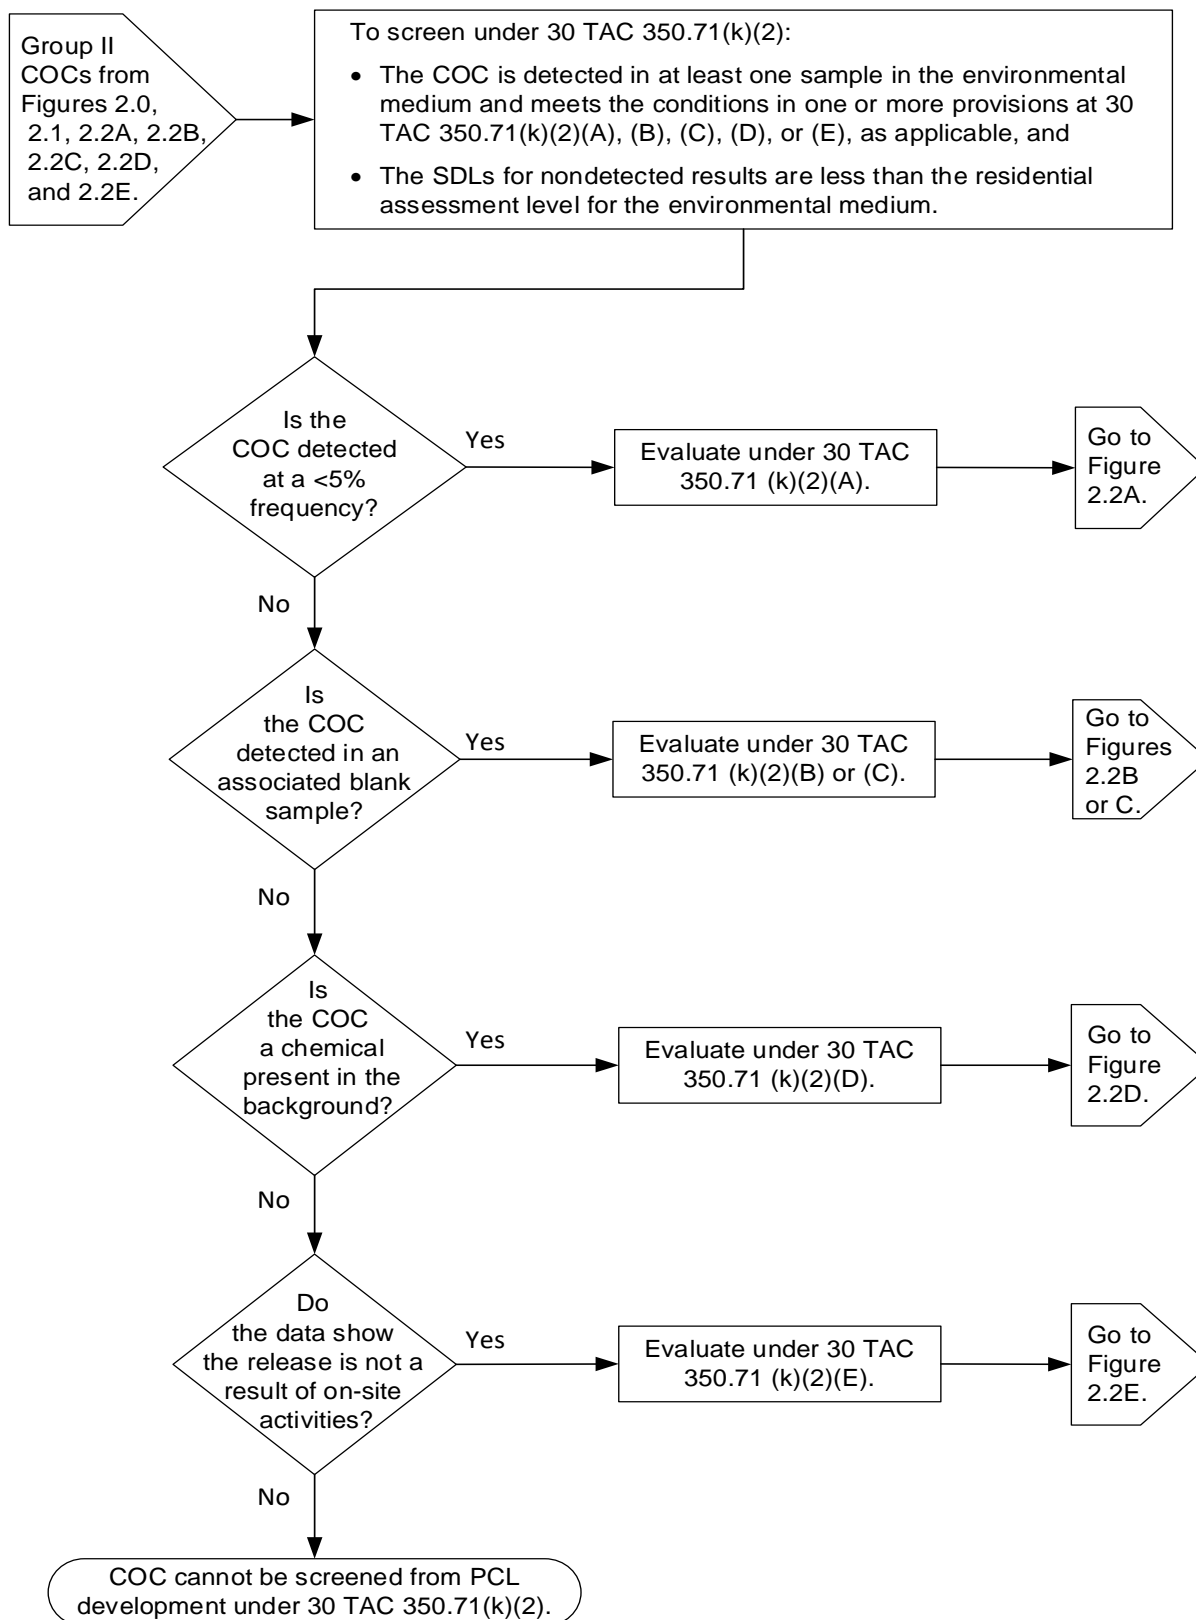 Group II
COCs from
Figures 2.0,
2.1, 2.2A, 2.2B,
2.2C, 2.2D,
and 2.2E.
To screen under 30 TAC 350.71(k)(2):
• The COC is detected in at least one sample in the environmental
medium and meets the conditions in one or more provisions at 30
TAC 350.71(k)(2)(A), (B), (C), (D), or (E), as applicable, and
• The SDLs for nondetected results are less than the residential
assessment level for the environmental medium.
Is the
COC detected
at a <5%
frequency?
Yes
Evaluate under 30 TAC
350.71 (k)(2)(A).
Go to
Figure
2.2A.
No
Is
the COC
detected in an
associated blank
sample?
Yes
Evaluate under 30 TAC
350.71 (k)(2)(B) or (C).
Go to
Figures
2.2B
or C.
No
Is
the COC
a chemical
present in the
background?
Yes
Evaluate under 30 TAC
350.71 (k)(2)(D).
Go to
Figure
2.2D.
No
Do
the data show
the release is not a
result of on-site
activities?
Yes
Evaluate under 30 TAC
350.71 (k)(2)(E).
Go to
Figure
2.2E.
No
COC cannot be screened from PCL
development under 30 TAC 350.71(k)(2).